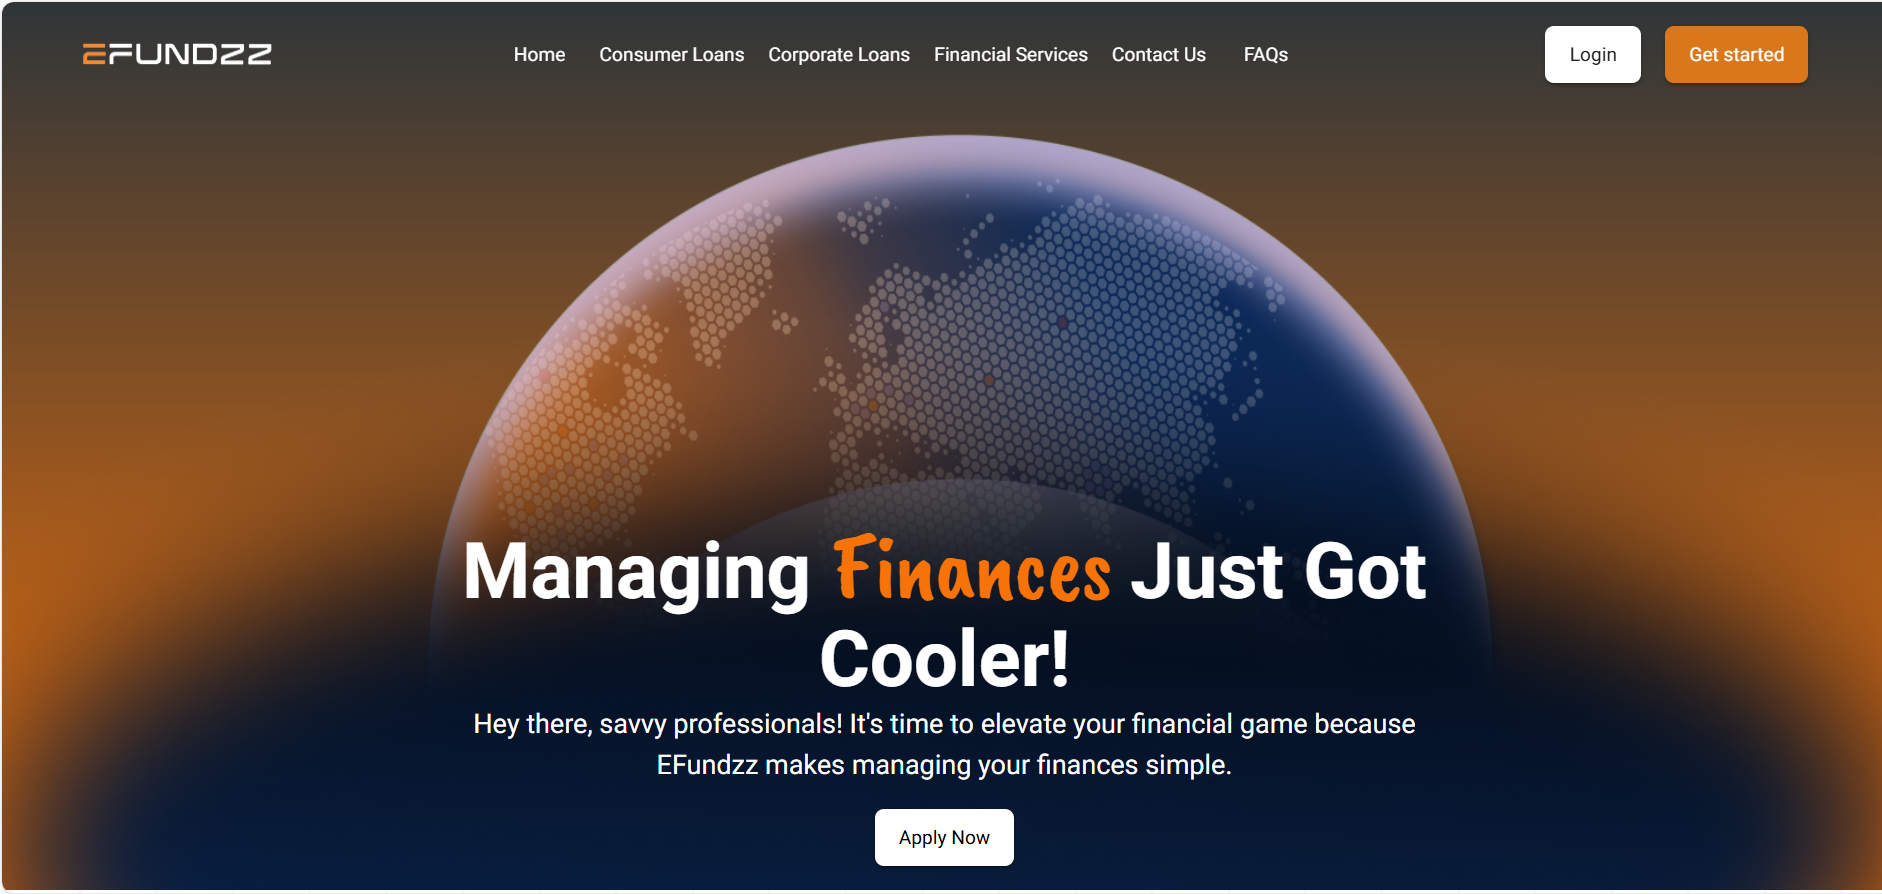 EFUNDZZ
Home Consumer Loans Corporate Loans Financial Services Contact Us FAQs
Login
Get started
Managing Finances Just Got
Cooler!
Hey there, savvy professionals! It's time to elevate your financial game because
EFundzz makes managing your finances simple.
Apply Now